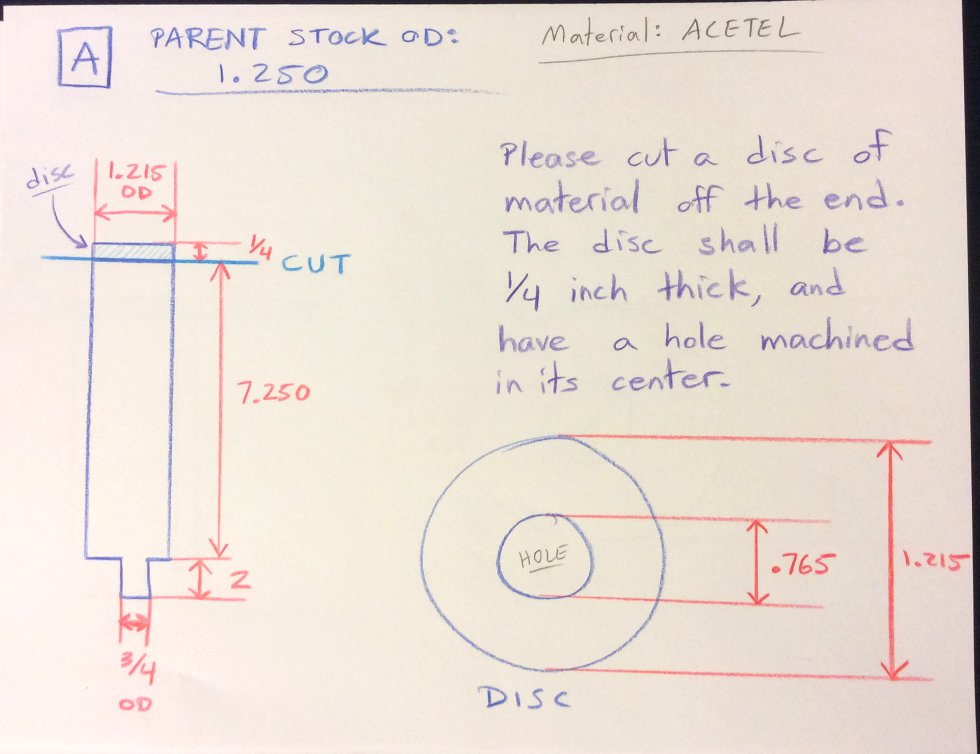 A
PARENT STOCK OD:
1.250
Material: ACETEL
disc
1.215
OD
1/4
CUT
7.250
2
3/4
OD
Please cut a disc of
material off the end.
The disc shall be
1/4 inch thick, and
have a hole machined
in its center.
HOLE
.765
1.215
DISC